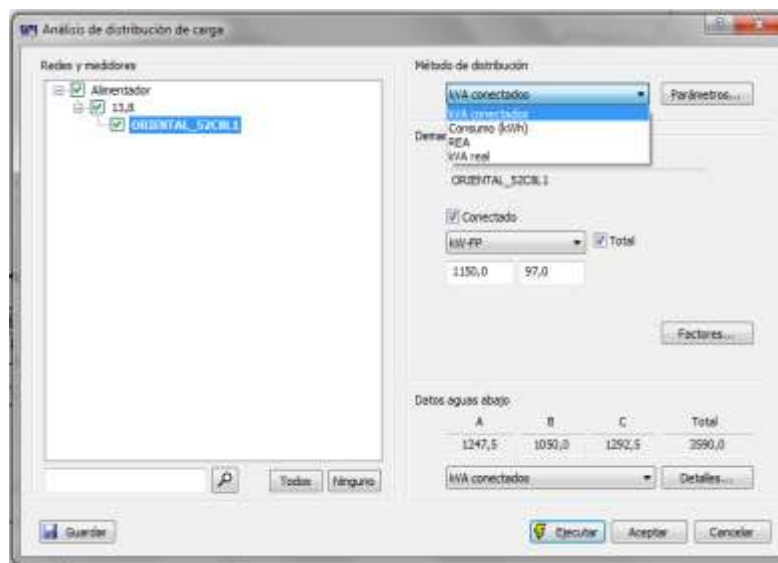 Análisis de distribución de carga
Redes y medidores
Alimentador
13,8
ORIENTAL_52C8L1
Todos
Ninguno
Guardar
Método de distribución
kVA conectados
Parámetros...
kVA conectados
Consumo (kWh)
REA
kVA real
ORIENTAL_52C8L1
Conectado
kW-FP
Total
1150,0 97,0
Factores...
Datos aguas abajo
A B C Total
1247,5 1050,0 1292,5 3590,0
kVA conectados
Detalles...
Ejecutar
Aceptar
Cancelar